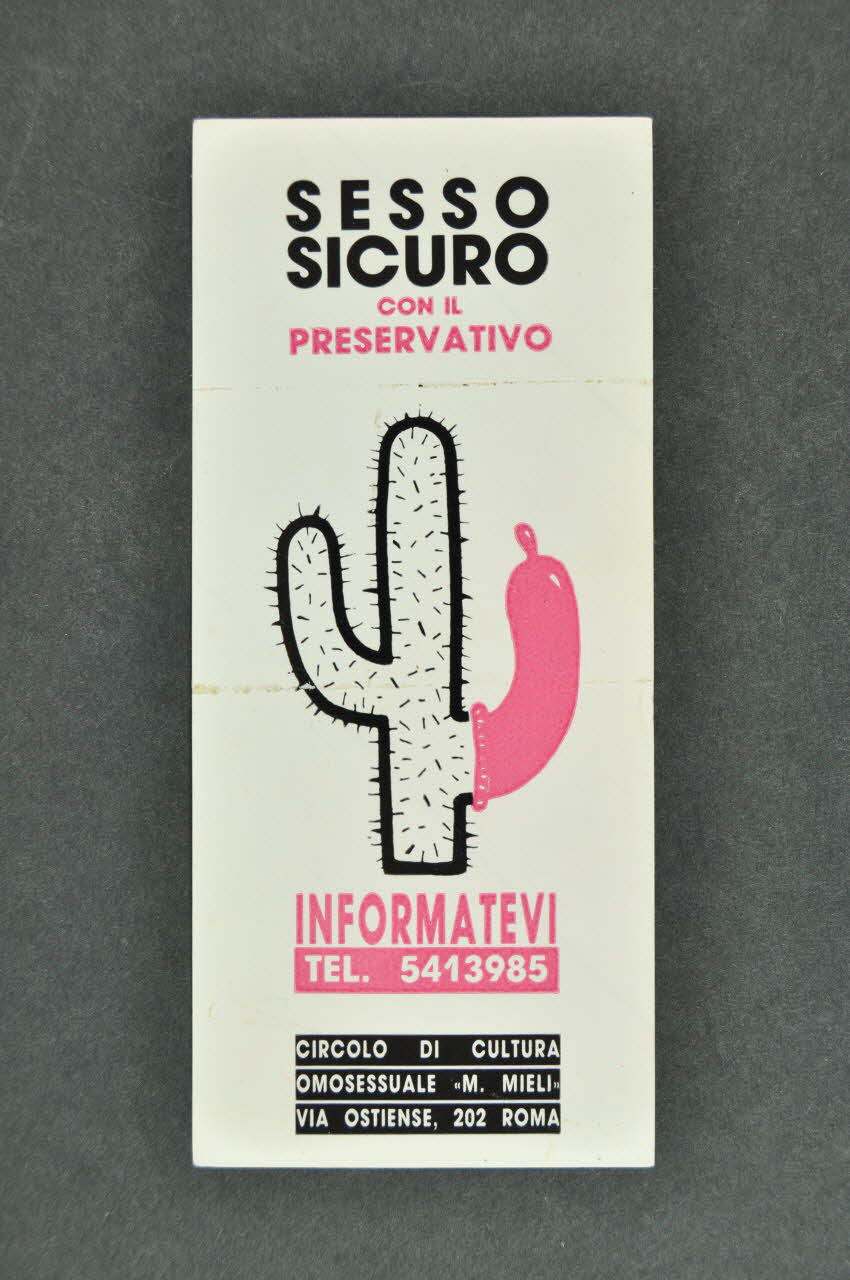 SESSO
SICURO
CON IL
PRESERVATIVO
INFORMATEVI
TEL. 5413985
CIRCOLO DI CULTURA
OMOSESSUALE «M. MIELI»
VIA OSTIENSE, 202 ROMA